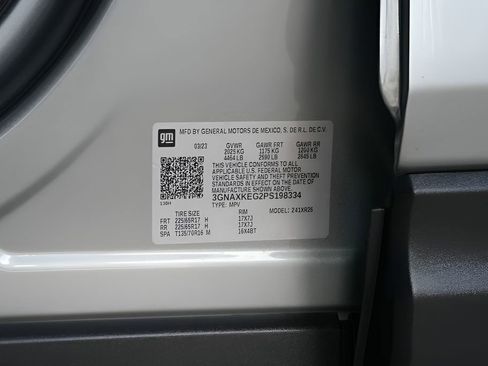 gm
MFD BY GENERAL MOTORS DE MEXICO, S. DE R.L. DE C.V.
03/23 GVWR GAWR FRT GAWR RR
2025 KG 1175 KG 1200 KG
4464 LB 2590 LB 2645 LB
THIS VEHICLE CONFORMS TO ALL
APPLICABLE U.S. FEDERAL MOTOR
VEHICLE SAFETY AND THEFT PREVENTION
STANDARDS IN EFFECT ON THE DATE OF
MANUFACTURE SHOWN ABOVE.
3GNAXKEG2PS198334
TYPE: MPV MODEL: Z41XR26
TIRE SIZE RIM
FRT 225/65R17 H 17X7J
RR 225/65R17 H 17X7J
SPA T135/70R16 M 16X4BT